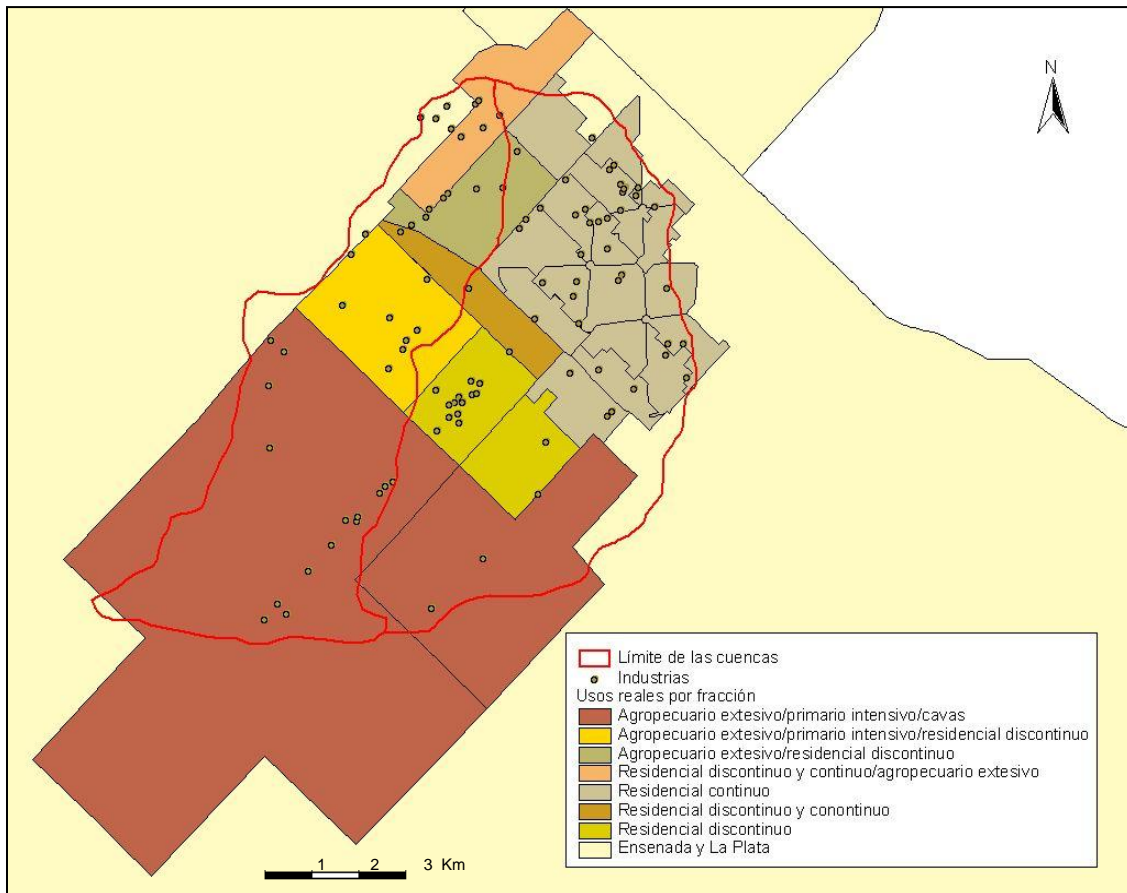 N
Límite de las cuencas
Industrias
Usos reales por fracción
Agropecuario extesivo/primario intensivo/cavas
Agropecuario extesivo/primario intensivo/residencial discontinuo
Agropecuario extesivo/residencial discontinuo
Residencial discontinuo y continuo/agropecuario extesivo
Residencial continuo
Residencial discontinuo y conontinuo
Residencial discontinuo
Ensenada y La Plata
1 2 3 Km